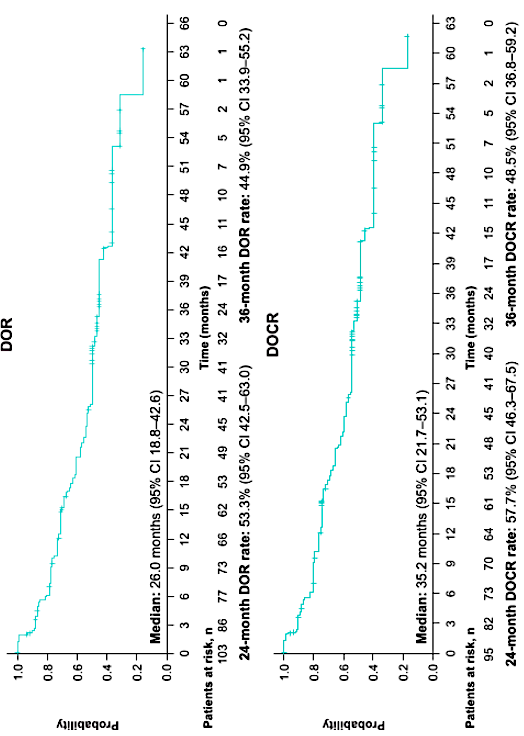 DOR
Probability
1.0
0.8
0.6
0.4
0.2
0.0
Median: 26.0 months (95% CI 18.8–42.6)
0 3 6 9 12 15 18 21 24 27 30 33 36 39 42 45 48 51 54 57 60 63 66
Time (months)
Patients at risk, n
103 86 77 73 66 62 53 49 45 41 41 32 24 17 16 11 10 7 5 2 1 1 0
24-month DOR rate: 53.3% (95% CI 42.5–63.0)
36-month DOR rate: 44.9% (95% CI 33.9–55.2)
DOCR
Probability
1.0
0.8
0.6
0.4
0.2
0.0
Median: 35.2 months (95% CI 21.7–53.1)
0 3 6 9 12 15 18 21 24 27 30 33 36 39 42 45 48 51 54 57 60 63
Time (months)
Patients at risk, n
95 82 73 70 64 61 53 48 45 41 40 32 24 17 15 11 10 7 5 2 1 0
24-month DOCR rate: 57.7% (95% CI 46.3–67.5)
36-month DOCR rate: 48.5% (95% CI 36.8–59.2)